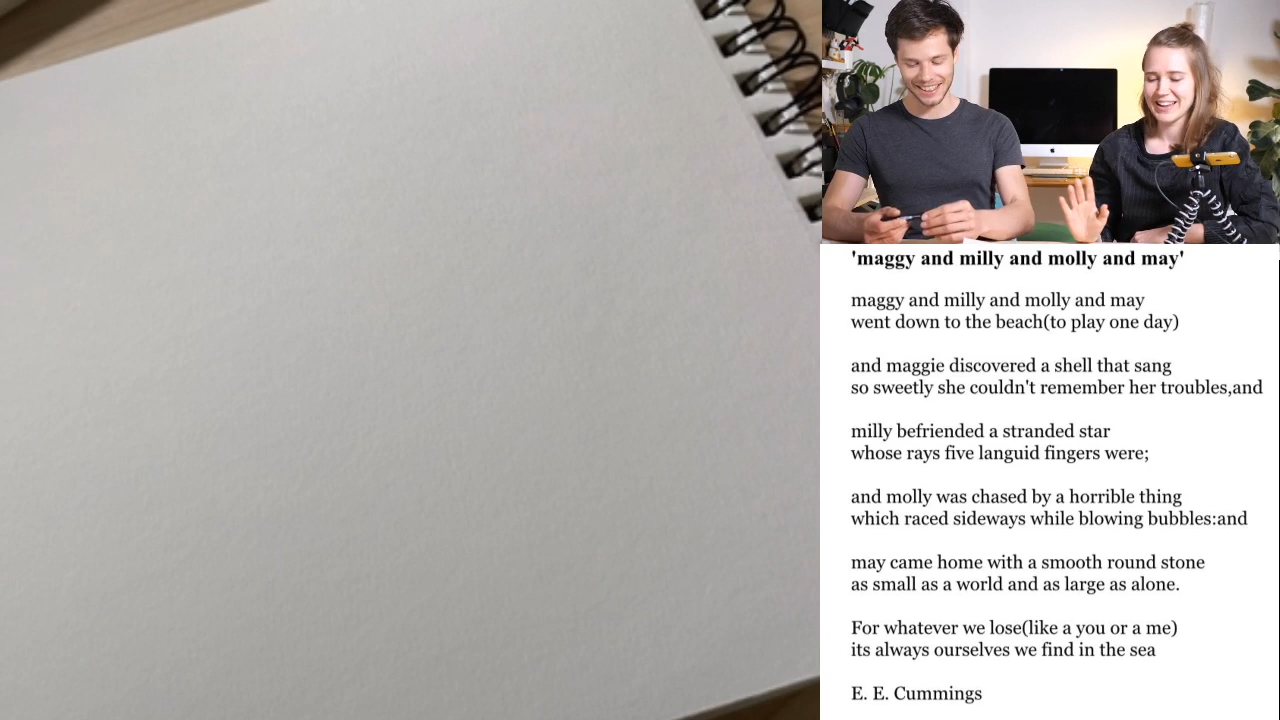 'maggy and milly and molly and may'
maggy and milly and molly and may
went down to the beach(to play one day)
and maggie discovered a shell that sang
so sweetly she couldn't remember her troubles,and
milly befriended a stranded star
whose rays five languid fingers were;
and molly was chased by a horrible thing
which raced sideways while blowing bubbles:and
may came home with a smooth round stone
as small as a world and as large as alone.
For whatever we lose(like a you or a me)
its always ourselves we find in the sea
E. E. Cummings